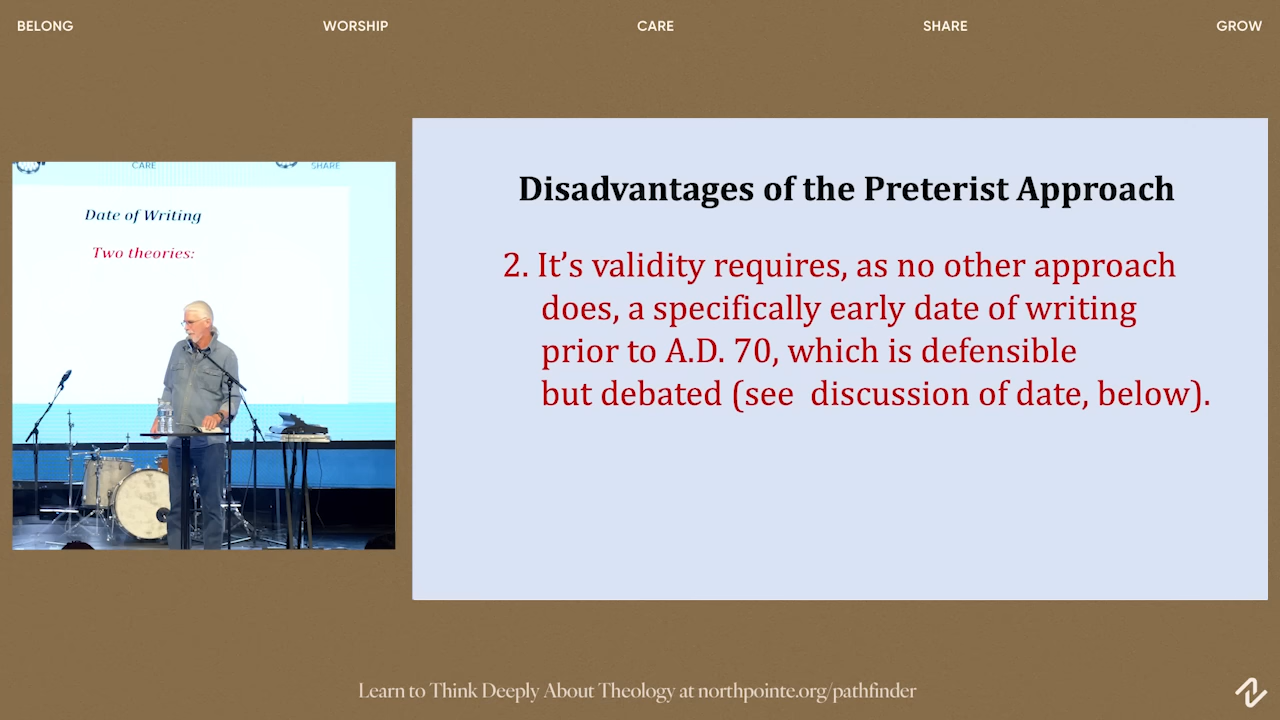 BELONG WORSHIP CARE SHARE GROW
CARE SHARE
Date of Writing
Two theories:
Disadvantages of the Preterist Approach
2. It’s validity requires, as no other approach
does, a specifically early date of writing
prior to A.D. 70, which is defensible
but debated (see discussion of date, below).
Learn to Think Deeply About Theology at northpointe.org/pathfinder